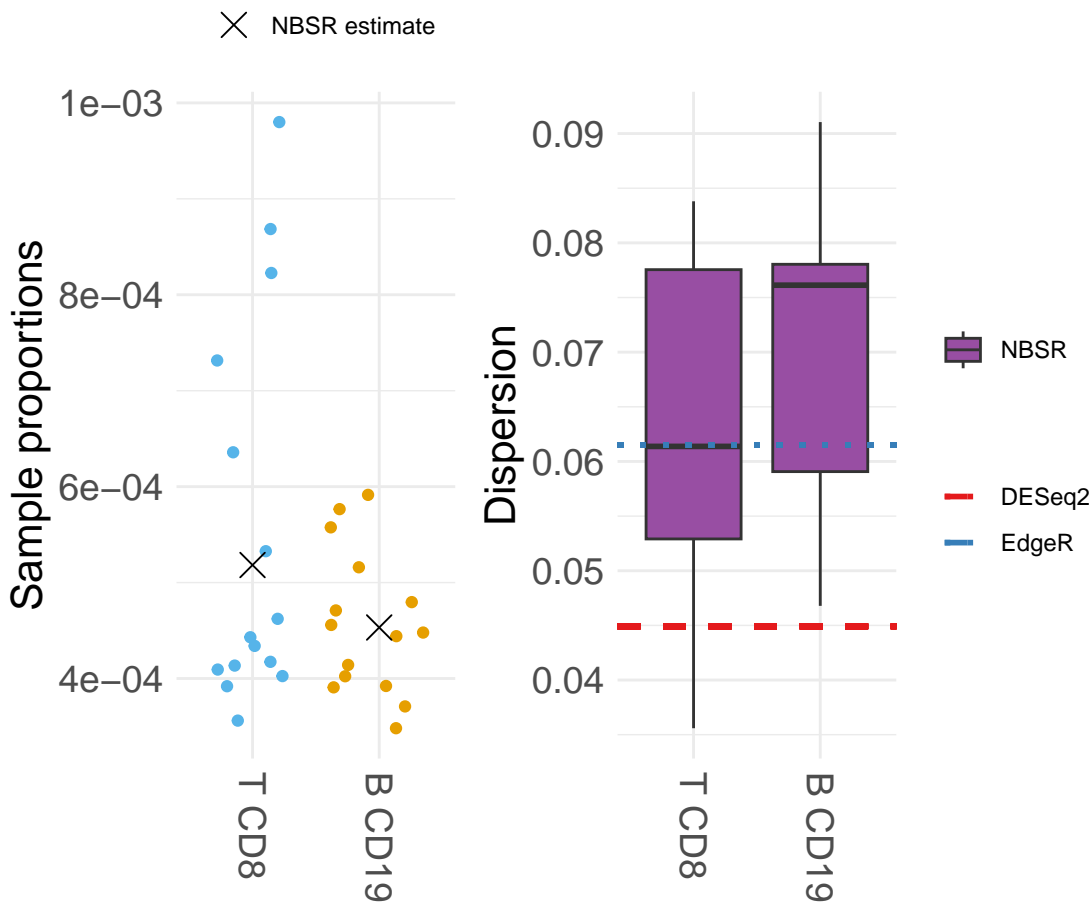 NBSR estimate
Sample proportions
1e−03
8e−04
6e−04
4e−04
T CD8
B CD19
Dispersion
0.09
0.08
0.07
0.06
0.05
0.04
T CD8
B CD19
NBSR
DESeq2
EdgeR